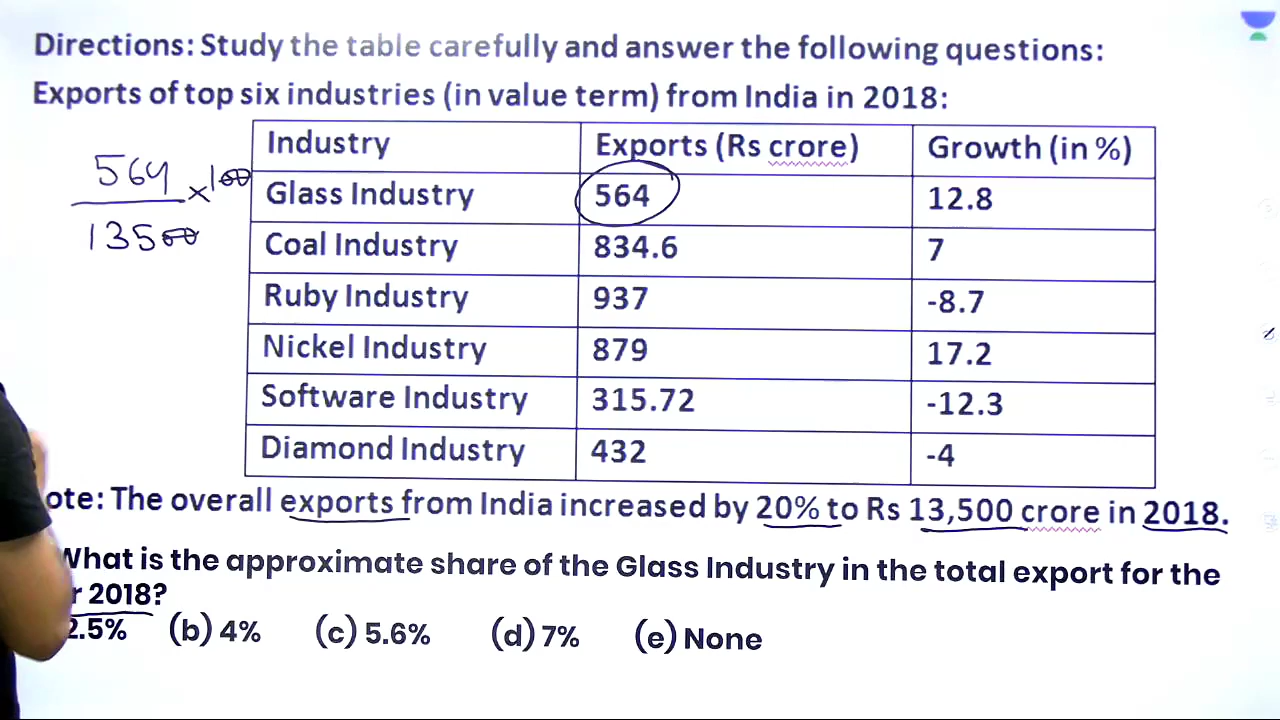 Directions: Study the table carefully and answer the following questions:
Exports of top six industries (in value term) from India in 2018:
Industry Exports (Rs crore) Growth (in %)
Glass Industry 564 12.8
Coal Industry 834.6 7
Ruby Industry 937 -8.7
Nickel Industry 879 17.2
Software Industry 315.72 -12.3
Diamond Industry 432 -4
564
×100
13500
ote: The overall exports from India increased by 20% to Rs 13,500 crore in 2018.
What is the approximate share of the Glass Industry in the total export for the
r 2018?
2.5% (b) 4% (c) 5.6% (d) 7% (e) None